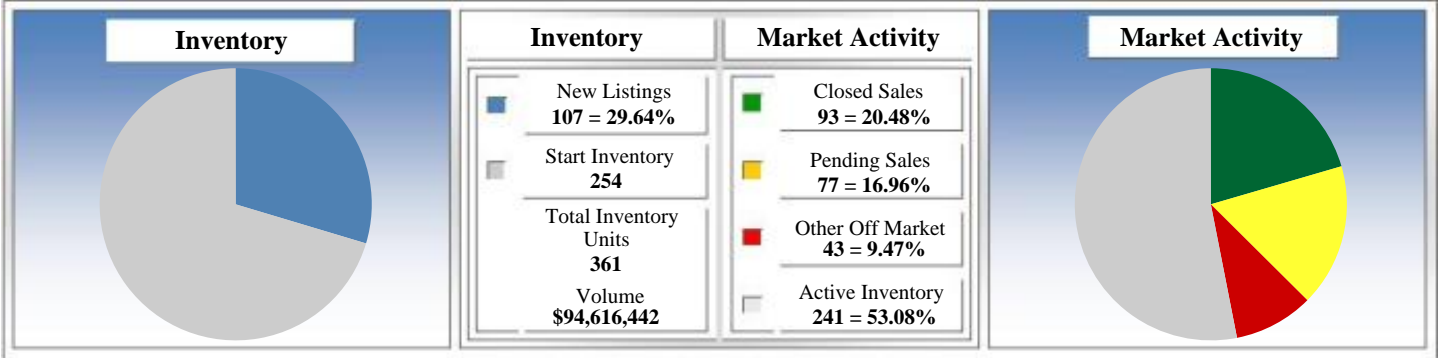 Inventory
Inventory
Market Activity
New Listings
107 = 29.64%
Start Inventory
254
Total Inventory
Units
361
Volume
$94,616,442
Closed Sales
93 = 20.48%
Pending Sales
77 = 16.96%
Other Off Market
43 = 9.47%
Active Inventory
241 = 53.08%
Market Activity